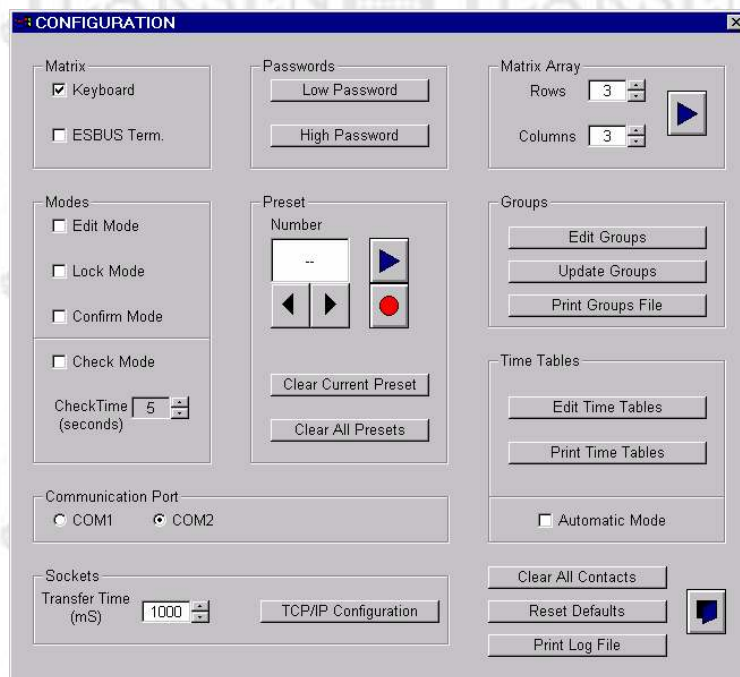 CONFIGURATION
Matrix
Keyboard
ESBUS Term.
Passwords
Low Password
High Password
Matrix Array
Rows 3
Columns 3
Modes
Edit Mode
Lock Mode
Confirm Mode
Check Mode
CheckTime 5
(seconds)
Preset
Number
--
Clear Current Preset
Clear All Presets
Groups
Edit Groups
Update Groups
Print Groups File
Time Tables
Edit Time Tables
Print Time Tables
Automatic Mode
Communication Port
COM1 COM2
Sockets
Transfer Time
(mS) 1000
TCP/IP Configuration
Clear All Contacts
Reset Defaults
Print Log File